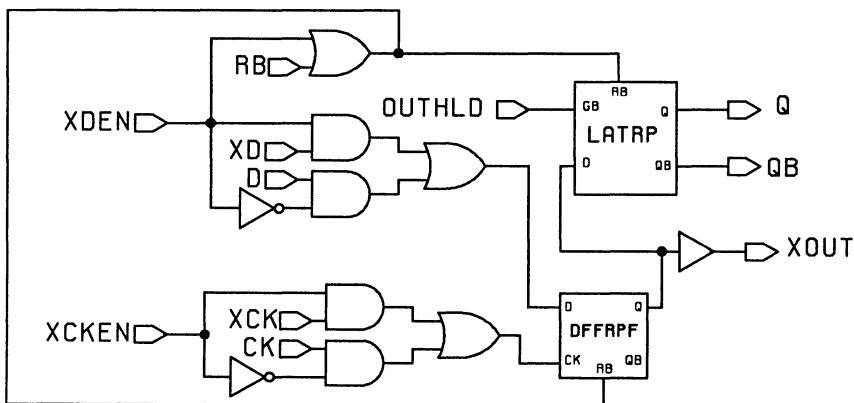 RB
XDEN
XD
D
OUTHLD
RB
GB
Q
LATRP
D
QB
Q
QB
XOUT
XCKEN
XCK
CK
D
Q
DFFRPF
CK
QB
RB